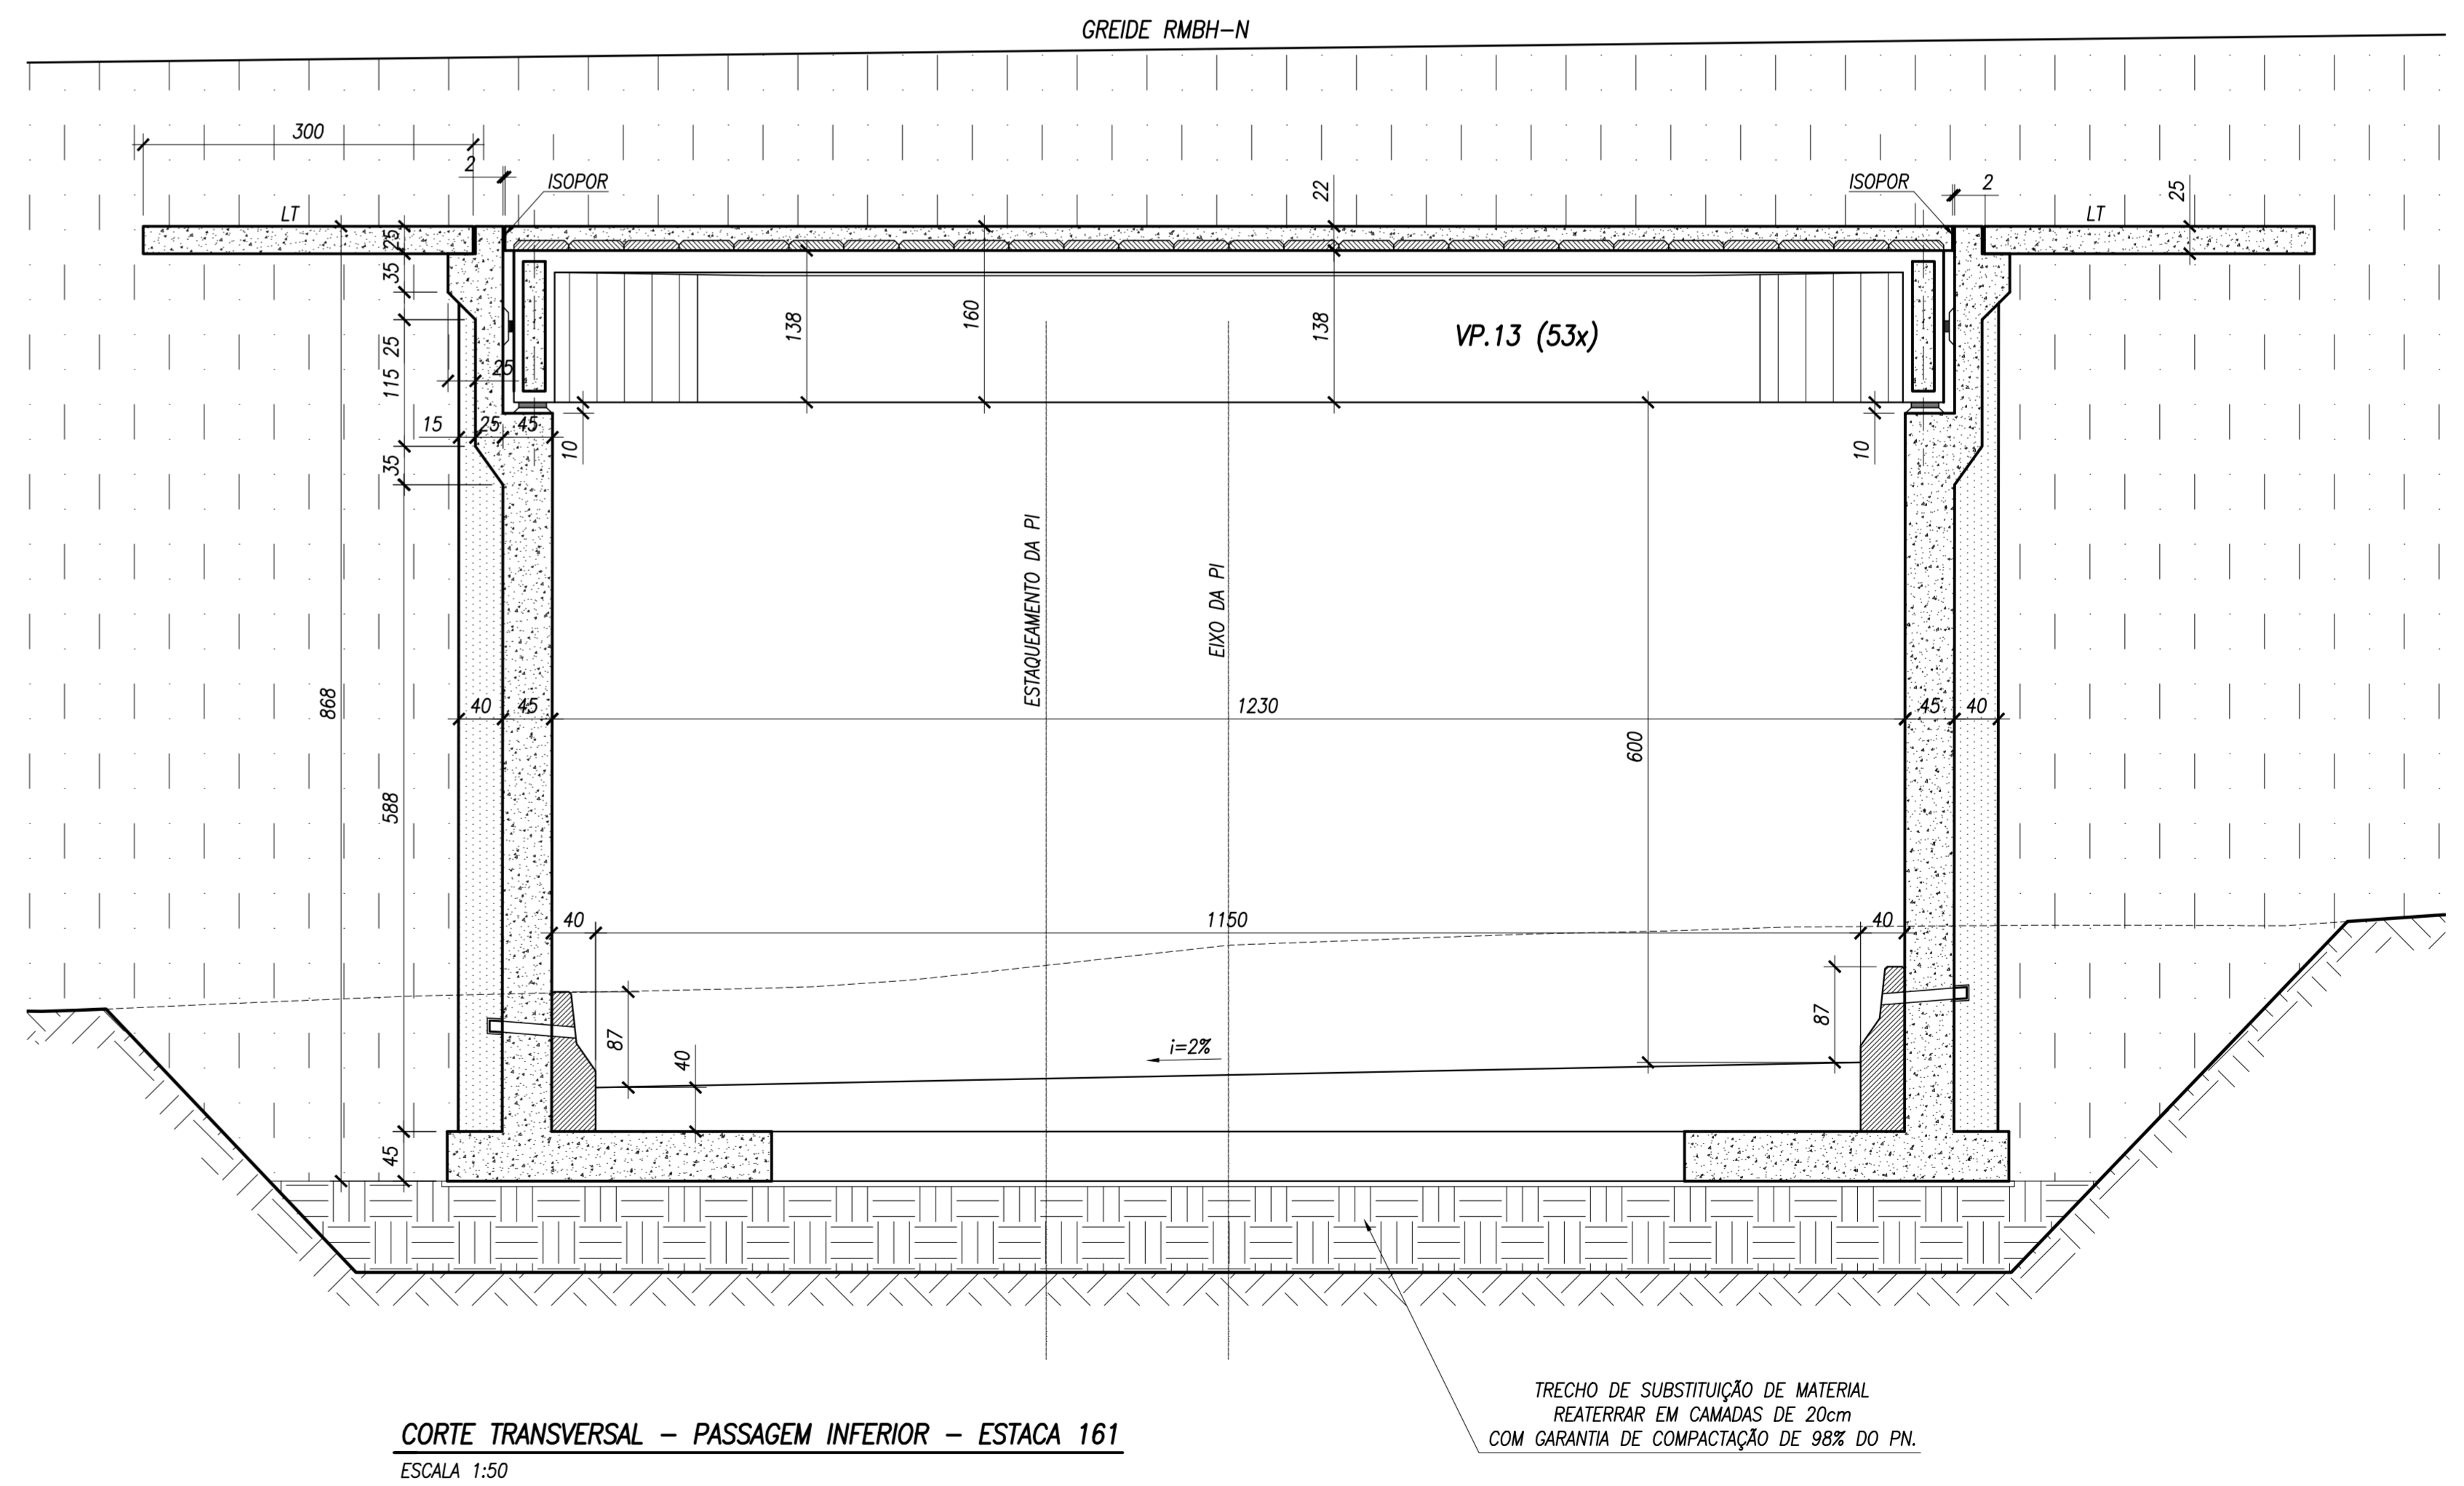 GREIDE RMBH-N
300
2
ISOPOR
22
ISOPOR
2
25
LT
LT
25
35
138
160
138
VP.13 (53x)
115 25
25
15 25 45
10
10
35
ESTAQUEAMENTO DA PI
EIXO DA PI
868
40 45
1230
45 40
600
588
40
1150
40
87
40
i=2%
87
45
TRECHO DE SUBSTITUIÇÃO DE MATERIAL
REATERRAR EM CAMADAS DE 20cm
COM GARANTIA DE COMPACTAÇÃO DE 98% DO PN.
CORTE TRANSVERSAL - PASSAGEM INFERIOR - ESTACA 161
ESCALA 1:50